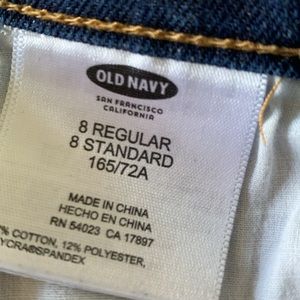 OLD NAVY
SAN FRANCISCO
CALIFORNIA
8 REGULAR
8 STANDARD
165/72A
MADE IN CHINA
HECHO EN CHINA
RN 54023 CA 17897
% COTTON, 12% POLYESTER,
YCRA®SPANDEX